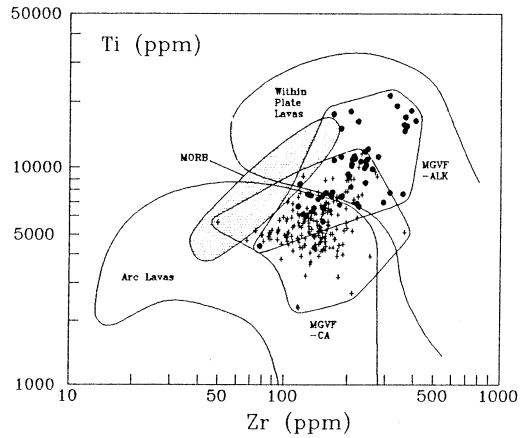 50000
Ti (ppm)
Within
Plate
Lavas
MORB
10000
MGVF
-ALK
5000
Arc Lavas
MGVF
-CA
1000
10
50
100
500
1000
Zr (ppm)